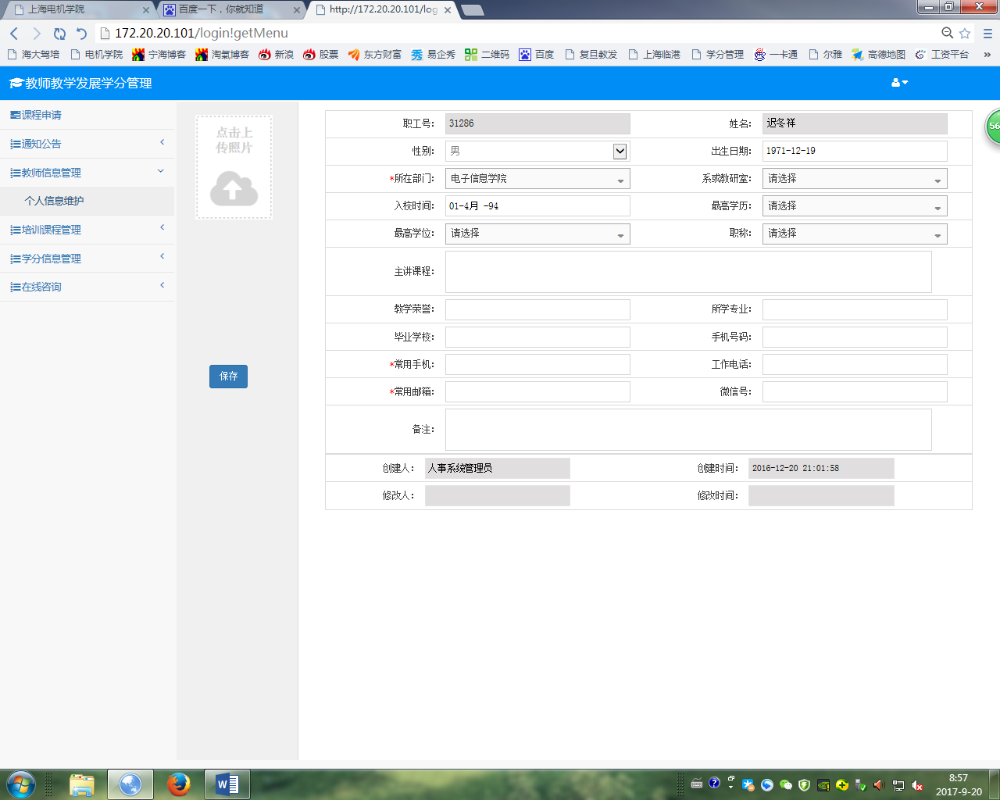 上海电机学院
百度一下，你就知道
http://172.20.20.101/log
172.20.20.101/login!getMenu
海大驾培 电机学院 宁海博客 淘氣博客 新浪 股票 东方财富 易企秀 二维码 百度 复旦教发 上海临港 学分管理 一卡通 尔雅 高德地图 工资平台 »
教师教学发展学分管理
课程申请
通知公告
教师信息管理
个人信息维护
培训课程管理
学分信息管理
在线咨询
点击上
传照片
保存
职工号： 31286 姓名： 迟冬祥
性别： 男 出生日期： 1971-12-19
*所在部门： 电子信息学院 系或教研室： 请选择
入校时间： 01-4月 -94 最高学历： 请选择
最高学位： 请选择 职称： 请选择
主讲课程：
教学荣誉： 所学专业：
毕业学校： 手机号码：
*常用手机： 工作电话：
*常用邮箱： 微信号：
备注：
创建人： 人事系统管理员 创建时间： 2016-12-20 21:01:58
修改人： 修改时间：
56
8:57
2017-9-20